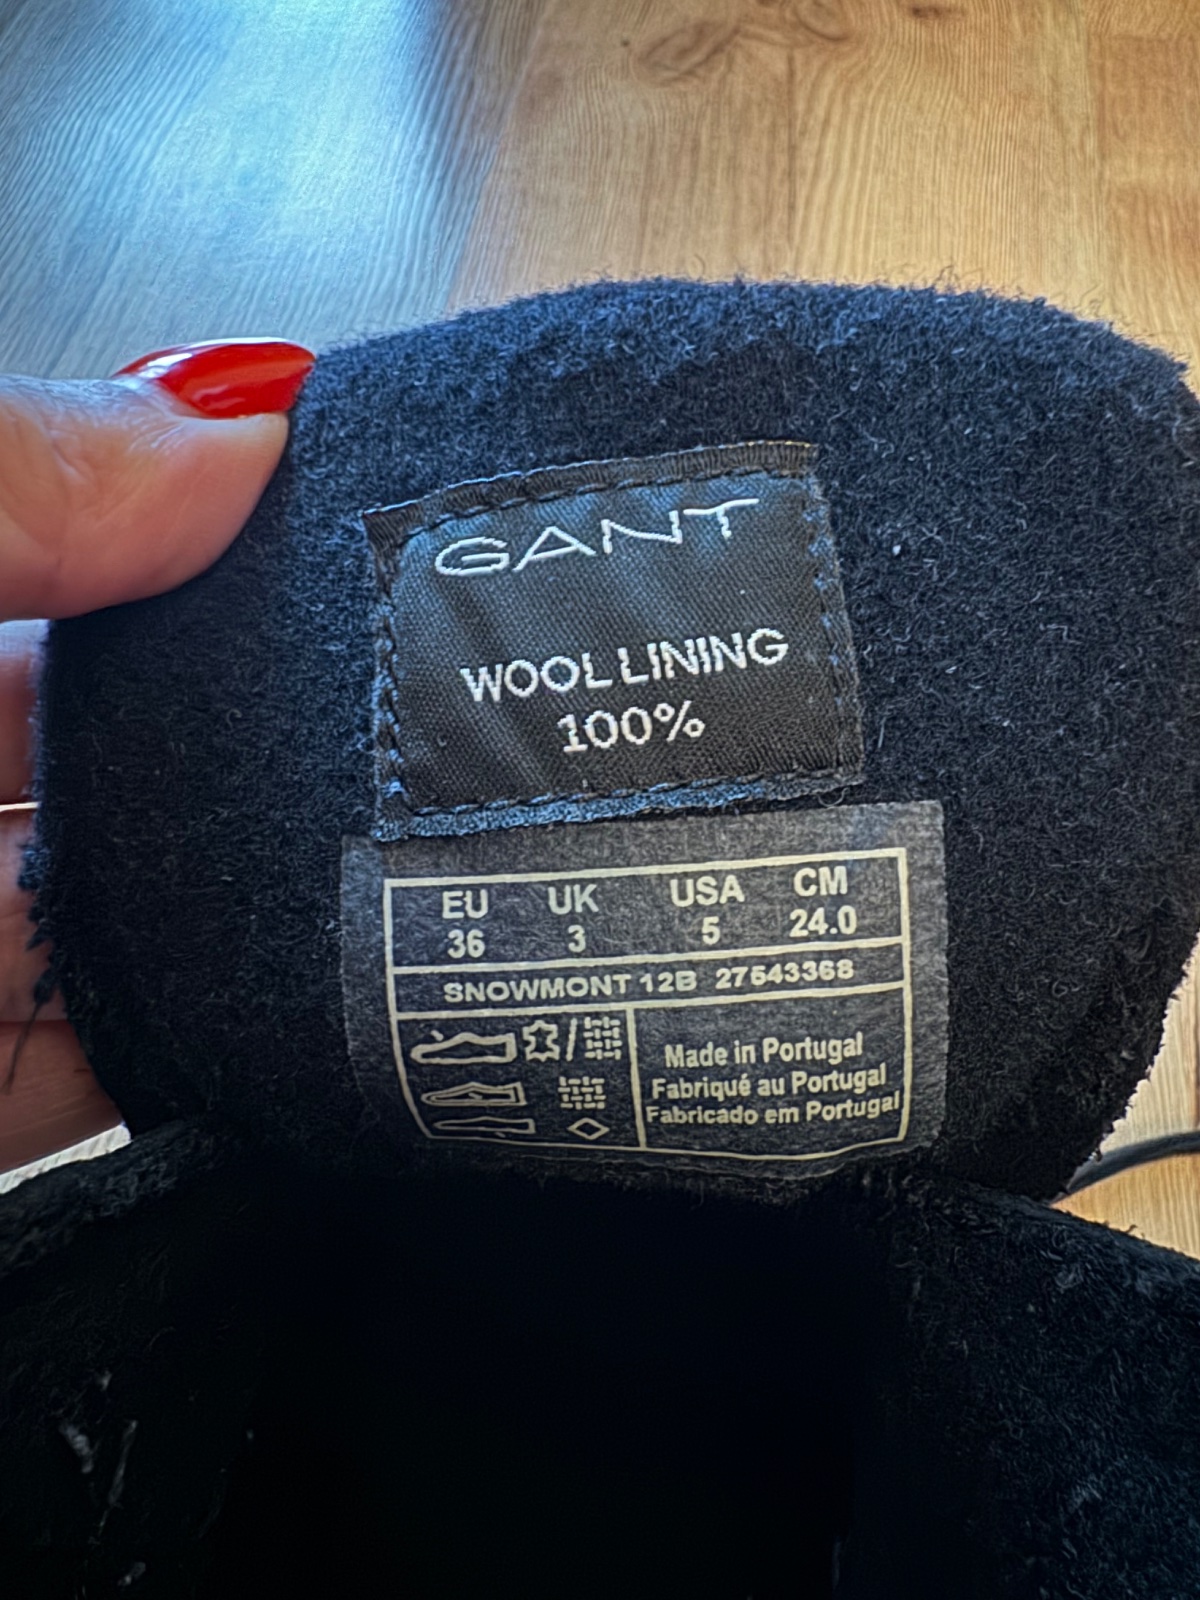 GANT
WOOL LINING
100%
EU UK USA CM
36 3 5 24.0
SNOWMONT 12B 27543368
Made in Portugal
Fabriqué au Portugal
Fabricado em Portugal